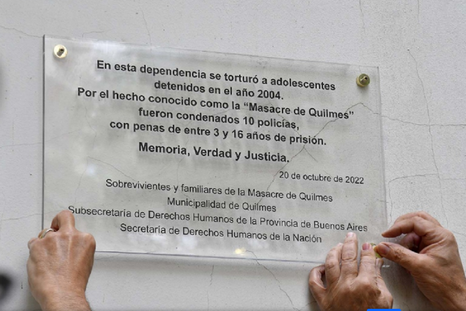 En esta dependencia se torturó a adolescentes
detenidos en el año 2004.
Por el hecho conocido como la "Masacre de Quilmes"
fueron condenados 10 policías,
con penas de entre 3 y 16 años de prisión.
Memoria, Verdad y Justicia.
20 de octubre de 2022
Sobrevivientes y familiares de la Masacre de Quilmes
Municipalidad de Quilmes
Subsecretaría de Derechos Humanos de la Provincia de Buenos Aires
Secretaría de Derechos Humanos de la Nación